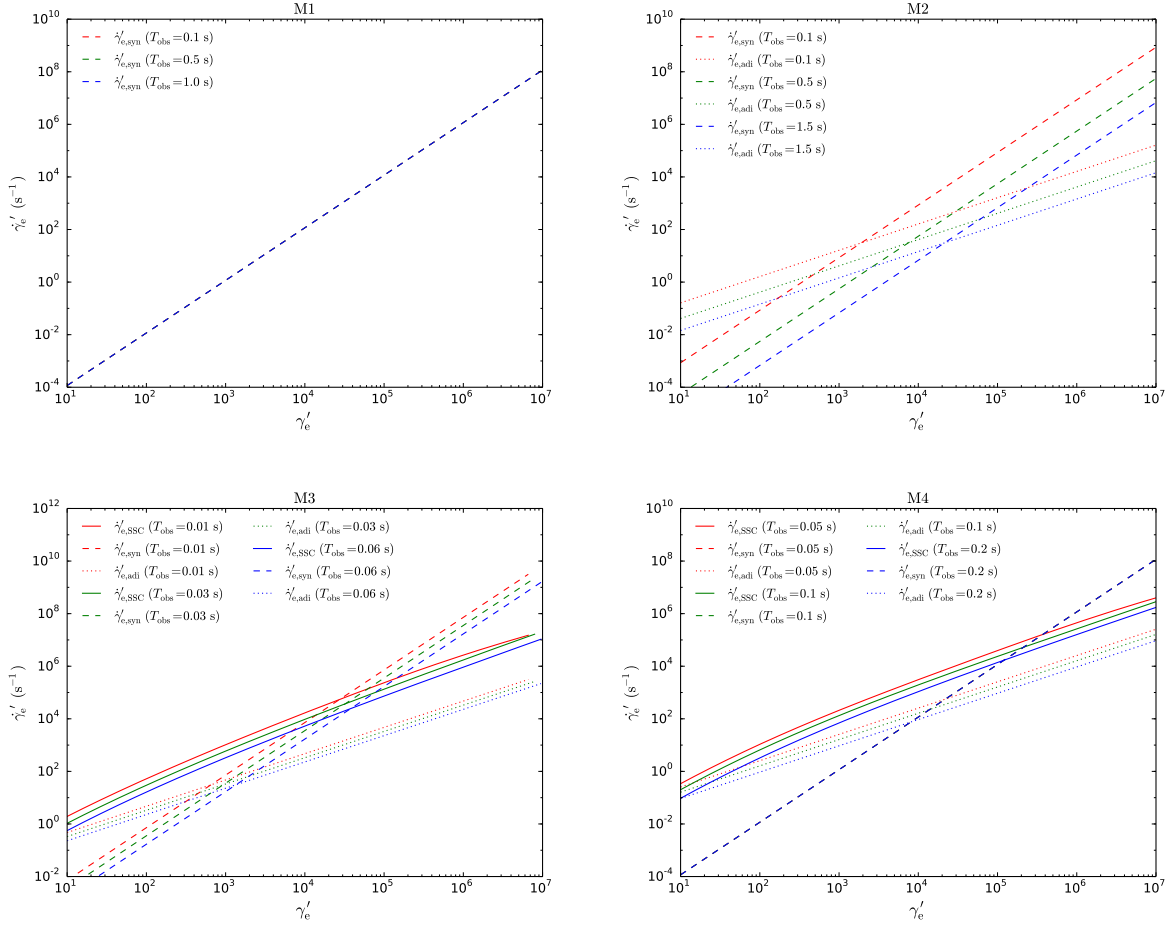 M1
γ̇′e,syn (Tobs=0.1 s)
γ̇′e,syn (Tobs=0.5 s)
γ̇′e,syn (Tobs=1.0 s)
10^10
10^8
10^6
10^4
10^2
10^0
10^-2
10^-4
γ̇e′ (s^-1)
10^1 10^2 10^3 10^4 10^5 10^6 10^7
γe′
M2
γ̇′e,syn (Tobs=0.1 s)
γ̇′e,adi (Tobs=0.1 s)
γ̇′e,syn (Tobs=0.5 s)
γ̇′e,adi (Tobs=0.5 s)
γ̇′e,syn (Tobs=1.5 s)
γ̇′e,adi (Tobs=1.5 s)
10^10
10^8
10^6
10^4
10^2
10^0
10^-2
10^-4
γ̇e′ (s^-1)
10^1 10^2 10^3 10^4 10^5 10^6 10^7
γe′
M3
γ̇′e,SSC (Tobs=0.01 s)
γ̇′e,syn (Tobs=0.01 s)
γ̇′e,adi (Tobs=0.01 s)
γ̇′e,SSC (Tobs=0.03 s)
γ̇′e,syn (Tobs=0.03 s)
γ̇′e,adi (Tobs=0.03 s)
γ̇′e,SSC (Tobs=0.06 s)
γ̇′e,syn (Tobs=0.06 s)
γ̇′e,adi (Tobs=0.06 s)
10^12
10^10
10^8
10^6
10^4
10^2
10^0
10^-2
γ̇e′ (s^-1)
10^1 10^2 10^3 10^4 10^5 10^6 10^7
γe′
M4
γ̇′e,SSC (Tobs=0.05 s)
γ̇′e,syn (Tobs=0.05 s)
γ̇′e,adi (Tobs=0.05 s)
γ̇′e,SSC (Tobs=0.1 s)
γ̇′e,syn (Tobs=0.1 s)
γ̇′e,adi (Tobs=0.1 s)
γ̇′e,SSC (Tobs=0.2 s)
γ̇′e,syn (Tobs=0.2 s)
γ̇′e,adi (Tobs=0.2 s)
10^10
10^8
10^6
10^4
10^2
10^0
10^-2
10^-4
γ̇e′ (s^-1)
10^1 10^2 10^3 10^4 10^5 10^6 10^7
γe′